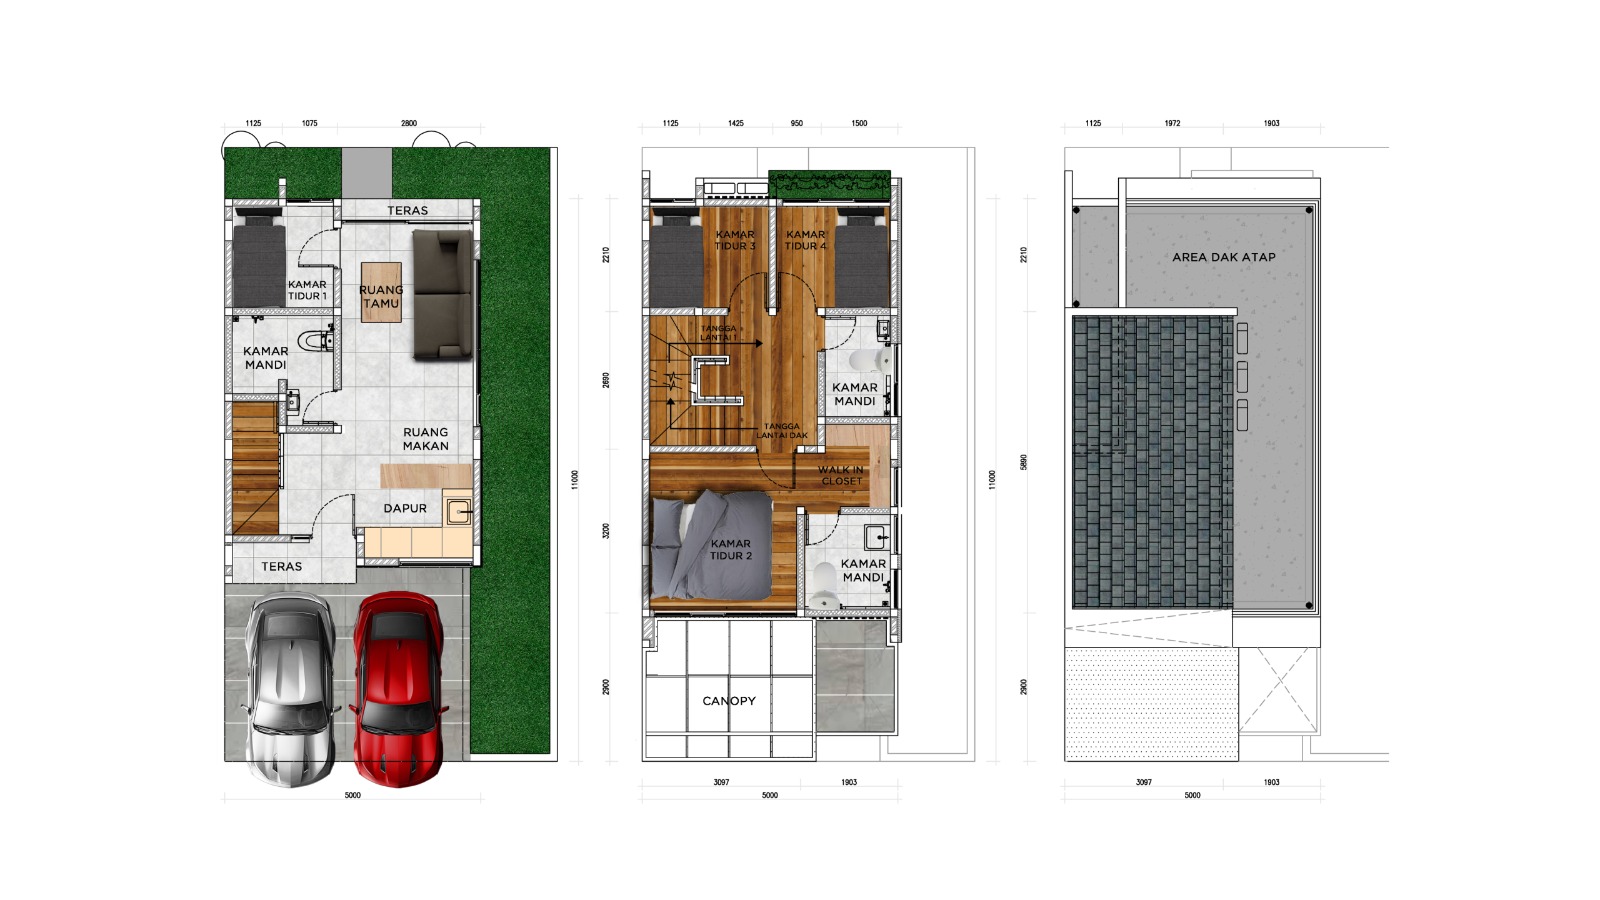 1125 1075 2800
TERAS
KAMAR
TIDUR 1
RUANG
TAMU
KAMAR
MANDI
RUANG
MAKAN
DAPUR
TERAS
5000
11000
1125 1425 950 1500
2210
2690
3200
2900
KAMAR
TIDUR 3
KAMAR
TIDUR 4
TANGGA
LANTAI 1
KAMAR
MANDI
TANGGA
LANTAI DAK
WALK IN
CLOSET
KAMAR
TIDUR 2
KAMAR
MANDI
CANOPY
3097 1903
5000
11000
1125 1972 1903
2210
5890
2900
AREA DAK ATAP
3097 1903
5000